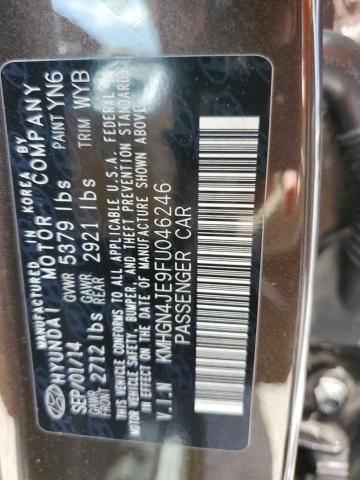 MANUFACTURED IN KOREA BY
HYUNDAI MOTOR COMPANY
SEP/01/14 GVWR 5379 lbs PAINT YN6
GAWR FRONT 2712 lbs GAWR REAR 2921 lbs TRIM WYB
THIS VEHICLE CONFORMS TO ALL APPLICABLE U.S.A. FEDERAL
MOTOR VEHICLE SAFETY, BUMPER, AND THEFT PREVENTION STANDARDS
IN EFFECT ON THE DATE OF MANUFACTURE SHOWN ABOVE
V.I.N KMHGN4JE9FU046246
PASSENGER CAR